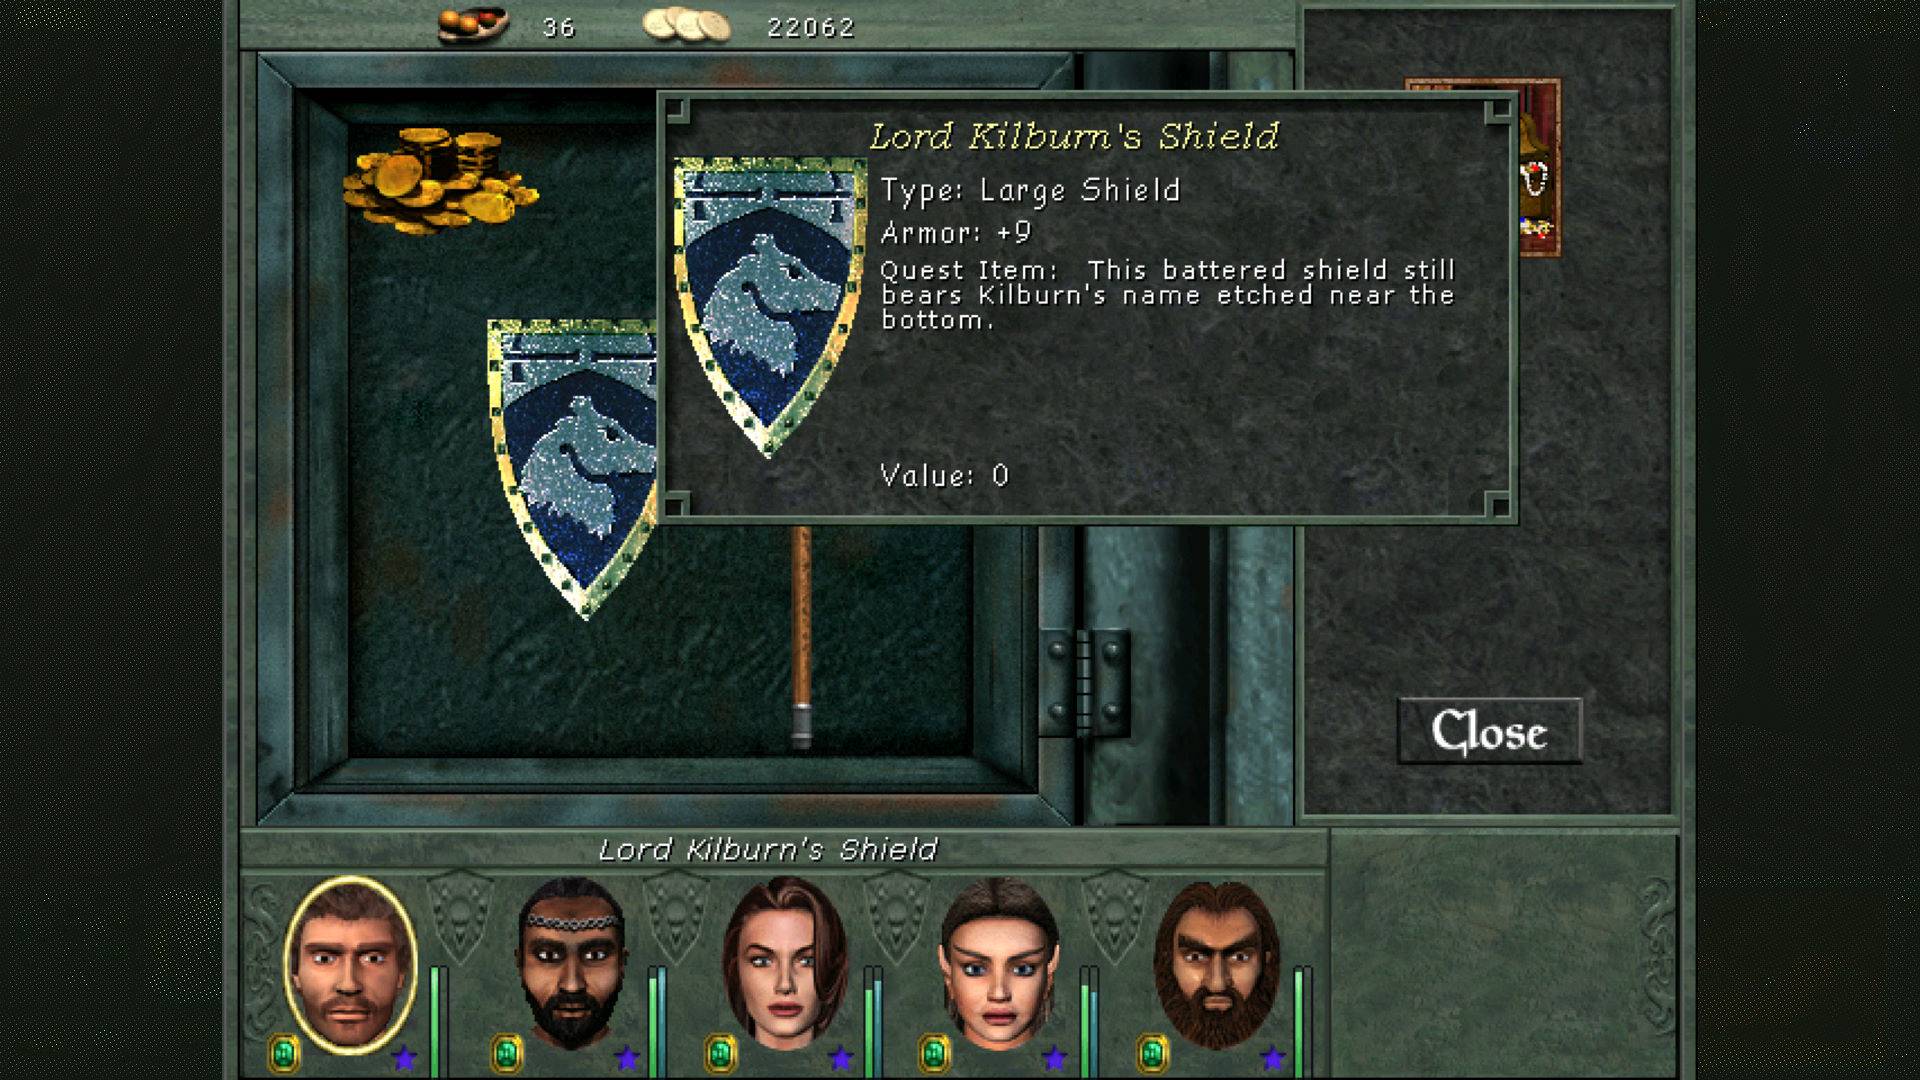 36 22062
Lord Kilburn's Shield
Type: Large Shield
Armor: +9
Quest Item: This battered shield still
bears Kilburn's name etched near the
bottom.
Value: 0
Close
Lord Kilburn's Shield